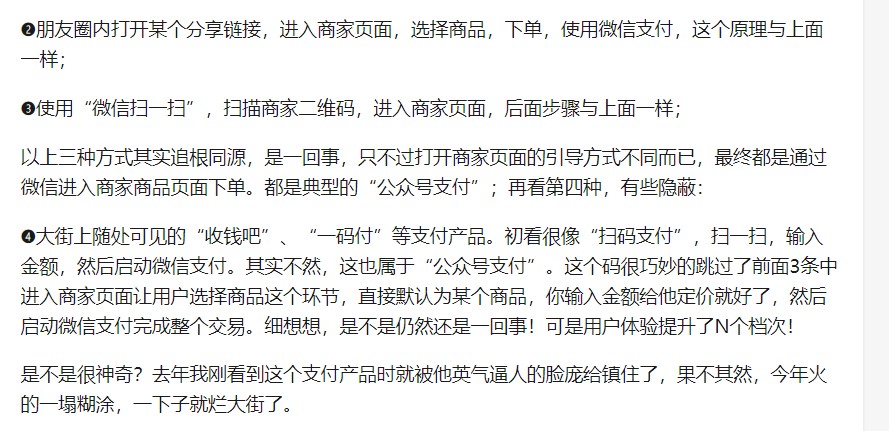 ❷朋友圈内打开某个分享链接，进入商家页面，选择商品，下单，使用微信支付，这个原理与上面
一样；
❸使用“微信扫一扫”，扫描商家二维码，进入商家页面，后面步骤与上面一样；
以上三种方式其实追根同源，是一回事，只不过打开商家页面的引导方式不同而已，最终都是通过
微信进入商家商品页面下单。都是典型的“公众号支付”；再看第四种，有些隐蔽：
❹大街上随处可见的“收钱吧”、“一码付”等支付产品。初看很像“扫码支付”，扫一扫，输入
金额，然后启动微信支付。其实不然，这也属于“公众号支付”。这个码很巧妙的跳过了前面3条中
进入商家页面让用户选择商品这个环节，直接默认为某个商品，你输入金额给他定价就好了，然后
启动微信支付完成整个交易。细想想，是不是仍然还是一回事！可是用户体验提升了N个档次！
是不是很神奇？去年我刚看到这个支付产品时就被他英气逼人的脸庞给镇住了，果不其然，今年火
的一塌糊涂，一下子就烂大街了。